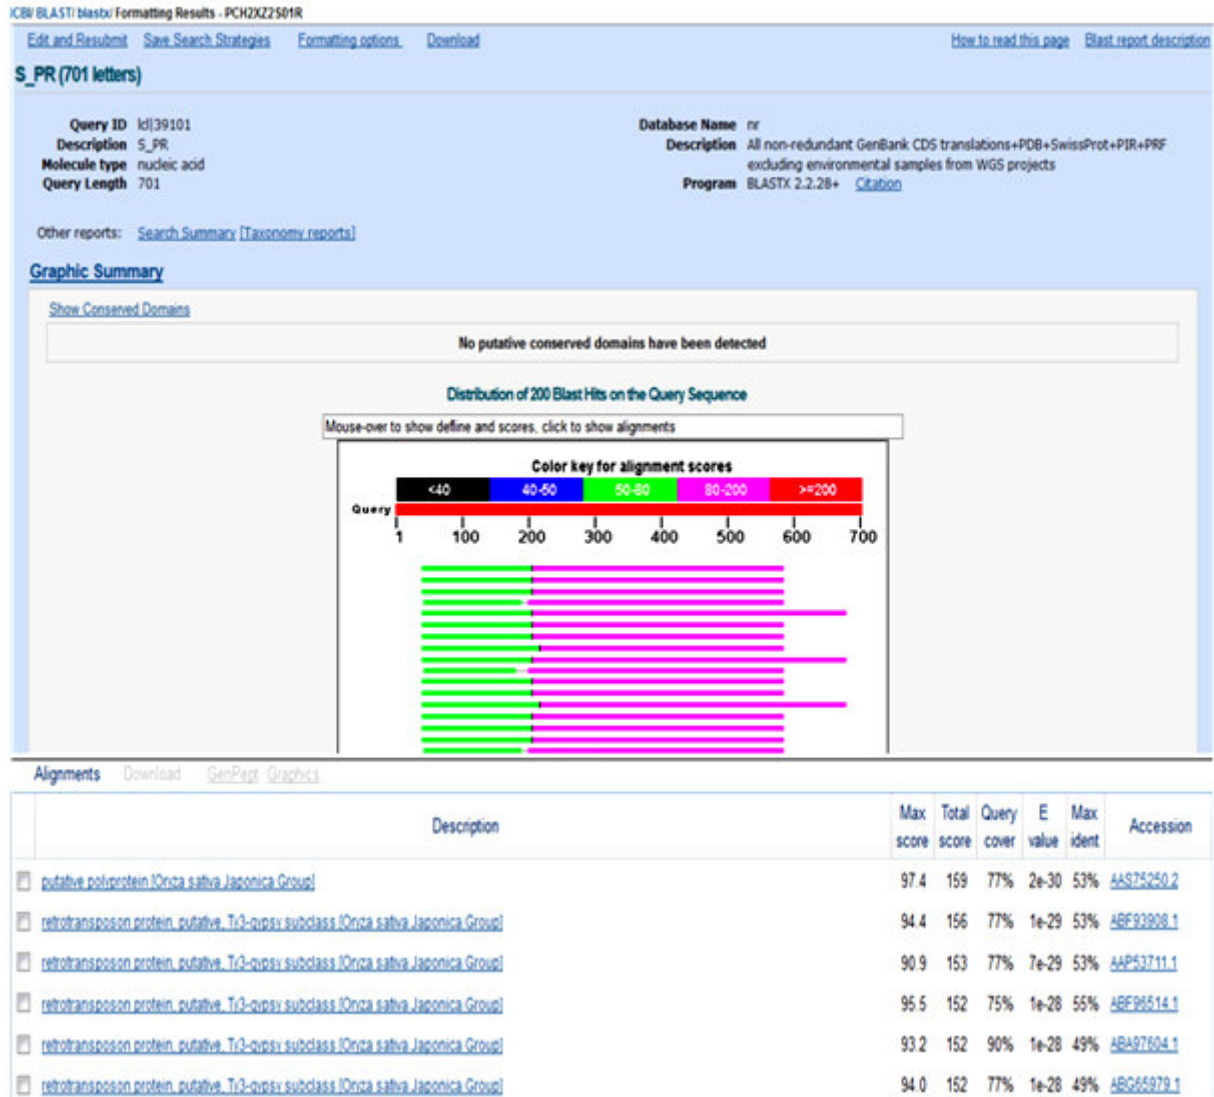 ICBI/ BLAST/ blastx/ Formatting Results - PCH2XZ2S01R
Edit and Resubmit Save Search Strategies Formatting options Download How to read this page Blast report description
S_PR (701 letters)
Query ID lcl|39101
Description S_PR
Molecule type nucleic acid
Query Length 701
Database Name nr
Description All non-redundant GenBank CDS translations+PDB+SwissProt+PIR+PRF
excluding environmental samples from WGS projects
Program BLASTX 2.2.28+ Citation
Other reports: Search Summary [Taxonomy reports]
Graphic Summary
Show Conserved Domains
No putative conserved domains have been detected
Distribution of 200 Blast Hits on the Query Sequence
Mouse-over to show define and scores, click to show alignments
Color key for alignment scores
<40 40-50 50-80 80-200 >=200
Query
1 100 200 300 400 500 600 700
Alignments Download GenPept Graphics
Description Max score Total score Query cover E value Max ident Accession
putative polyprotein [Oryza sativa Japonica Group] 97.4 159 77% 2e-30 53% AAS75250.2
retrotransposon protein, putative, Ty3-gypsy subclass [Oryza sativa Japonica Group] 94.4 156 77% 1e-29 53% ABF93908.1
retrotransposon protein, putative, Ty3-gypsy subclass [Oryza sativa Japonica Group] 90.9 153 77% 7e-29 53% AAP53711.1
retrotransposon protein, putative, Ty3-gypsy subclass [Oryza sativa Japonica Group] 95.5 152 75% 1e-28 55% ABF96514.1
retrotransposon protein, putative, Ty3-gypsy subclass [Oryza sativa Japonica Group] 93.2 152 90% 1e-28 49% ABA97604.1
retrotransposon protein, putative, Ty3-gypsy subclass [Oryza sativa Japonica Group] 94.0 152 77% 1e-28 49% ABG65979.1